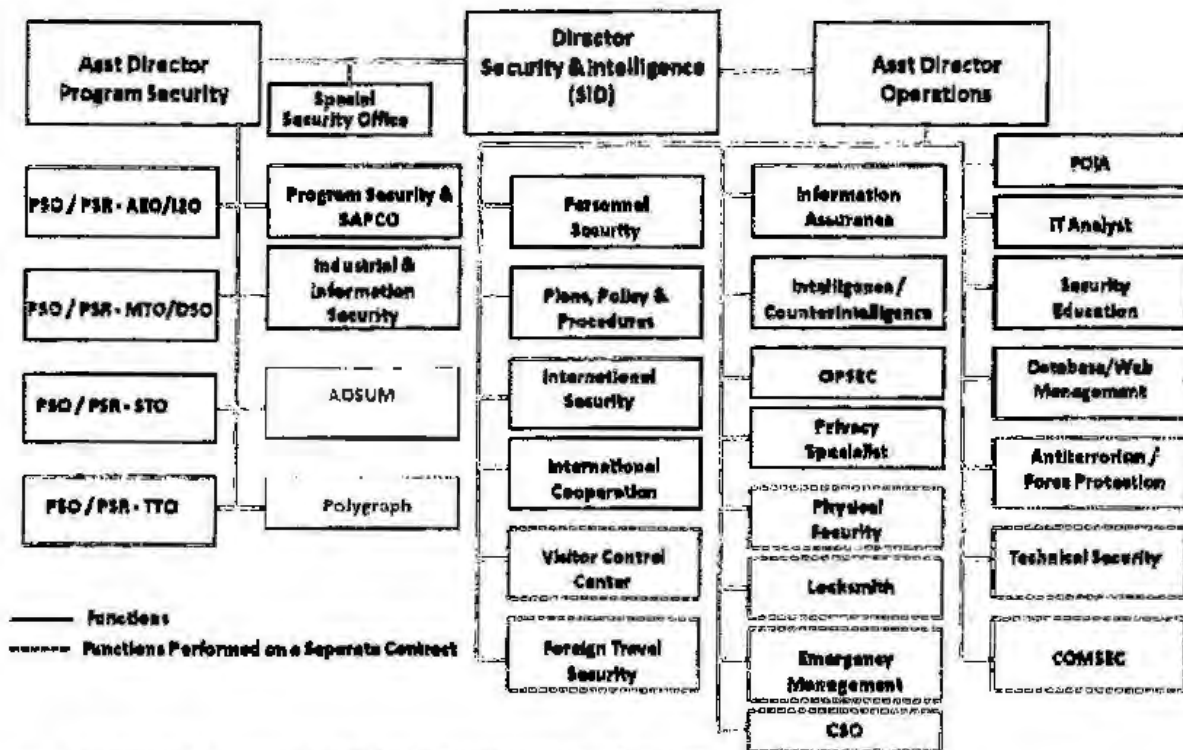 Asst Director
Program Security
Special
Security Office
Director
Security & Intelligence
(SID)
Asst Director
Operations
PSO / PSR - AEO/I2O
PSO / PSR - MTO/DSO
PSO / PSR - STO
PSO / PSR - TTO
Program Security &
SAPCO
Industrial &
Information
Security
ADSUM
Polygraph
Personnel
Security
Plans, Policy &
Procedures
International
Security
International
Cooperation
Visitor Control
Center
Foreign Travel
Security
Information
Assurance
Intelligence /
Counterintelligence
OPSEC
Privacy
Specialist
Physical
Security
Locksmith
Emergency
Management
CSO
FOIA
IT Analyst
Security
Education
Database/Web
Management
Antiterrorism /
Force Protection
Technical Security
COMSEC
Functions
Functions Performed on a Separate Contract